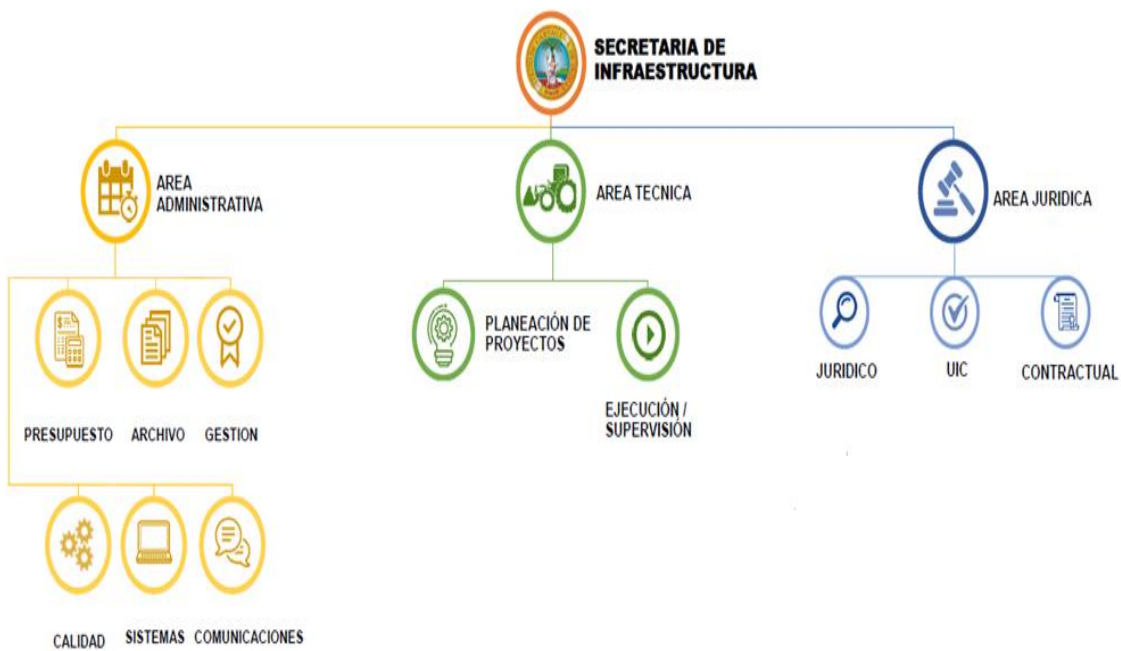 SECRETARIA DE
INFRAESTRUCTURA
AREA
ADMINISTRATIVA
AREA TECNICA
AREA JURIDICA
PRESUPUESTO
ARCHIVO
GESTION
CALIDAD
SISTEMAS
COMUNICACIONES
PLANEACIÓN DE
PROYECTOS
EJECUCIÓN /
SUPERVISIÓN
JURIDICO
UIC
CONTRACTUAL